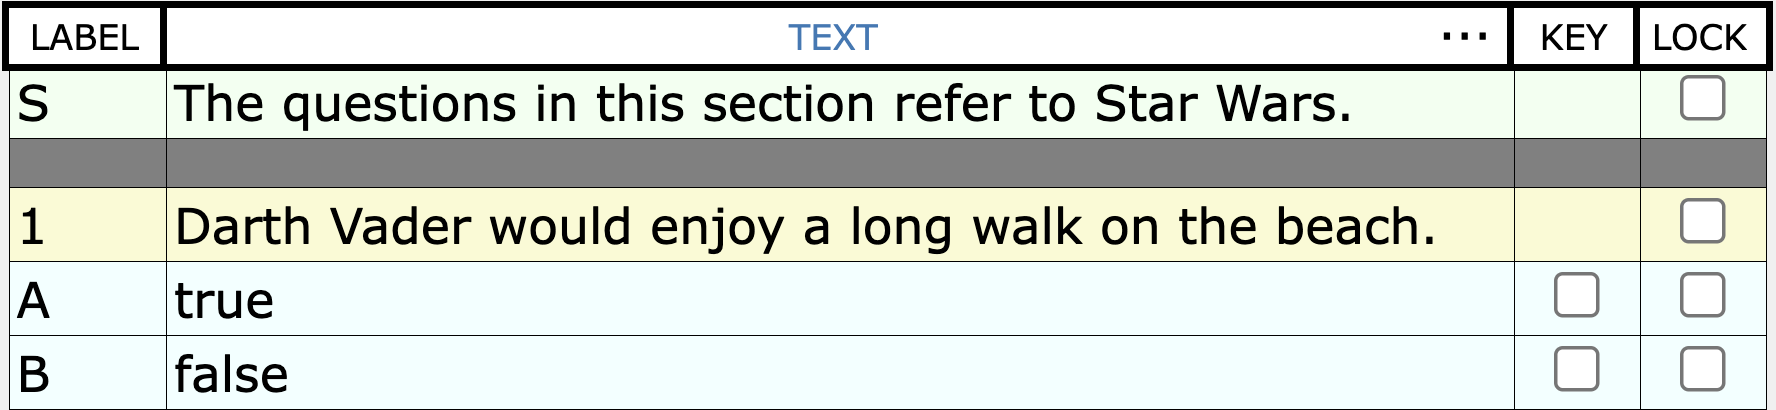 LABEL TEXT ... KEY LOCK
S The questions in this section refer to Star Wars.
1 Darth Vader would enjoy a long walk on the beach.
A true
B false